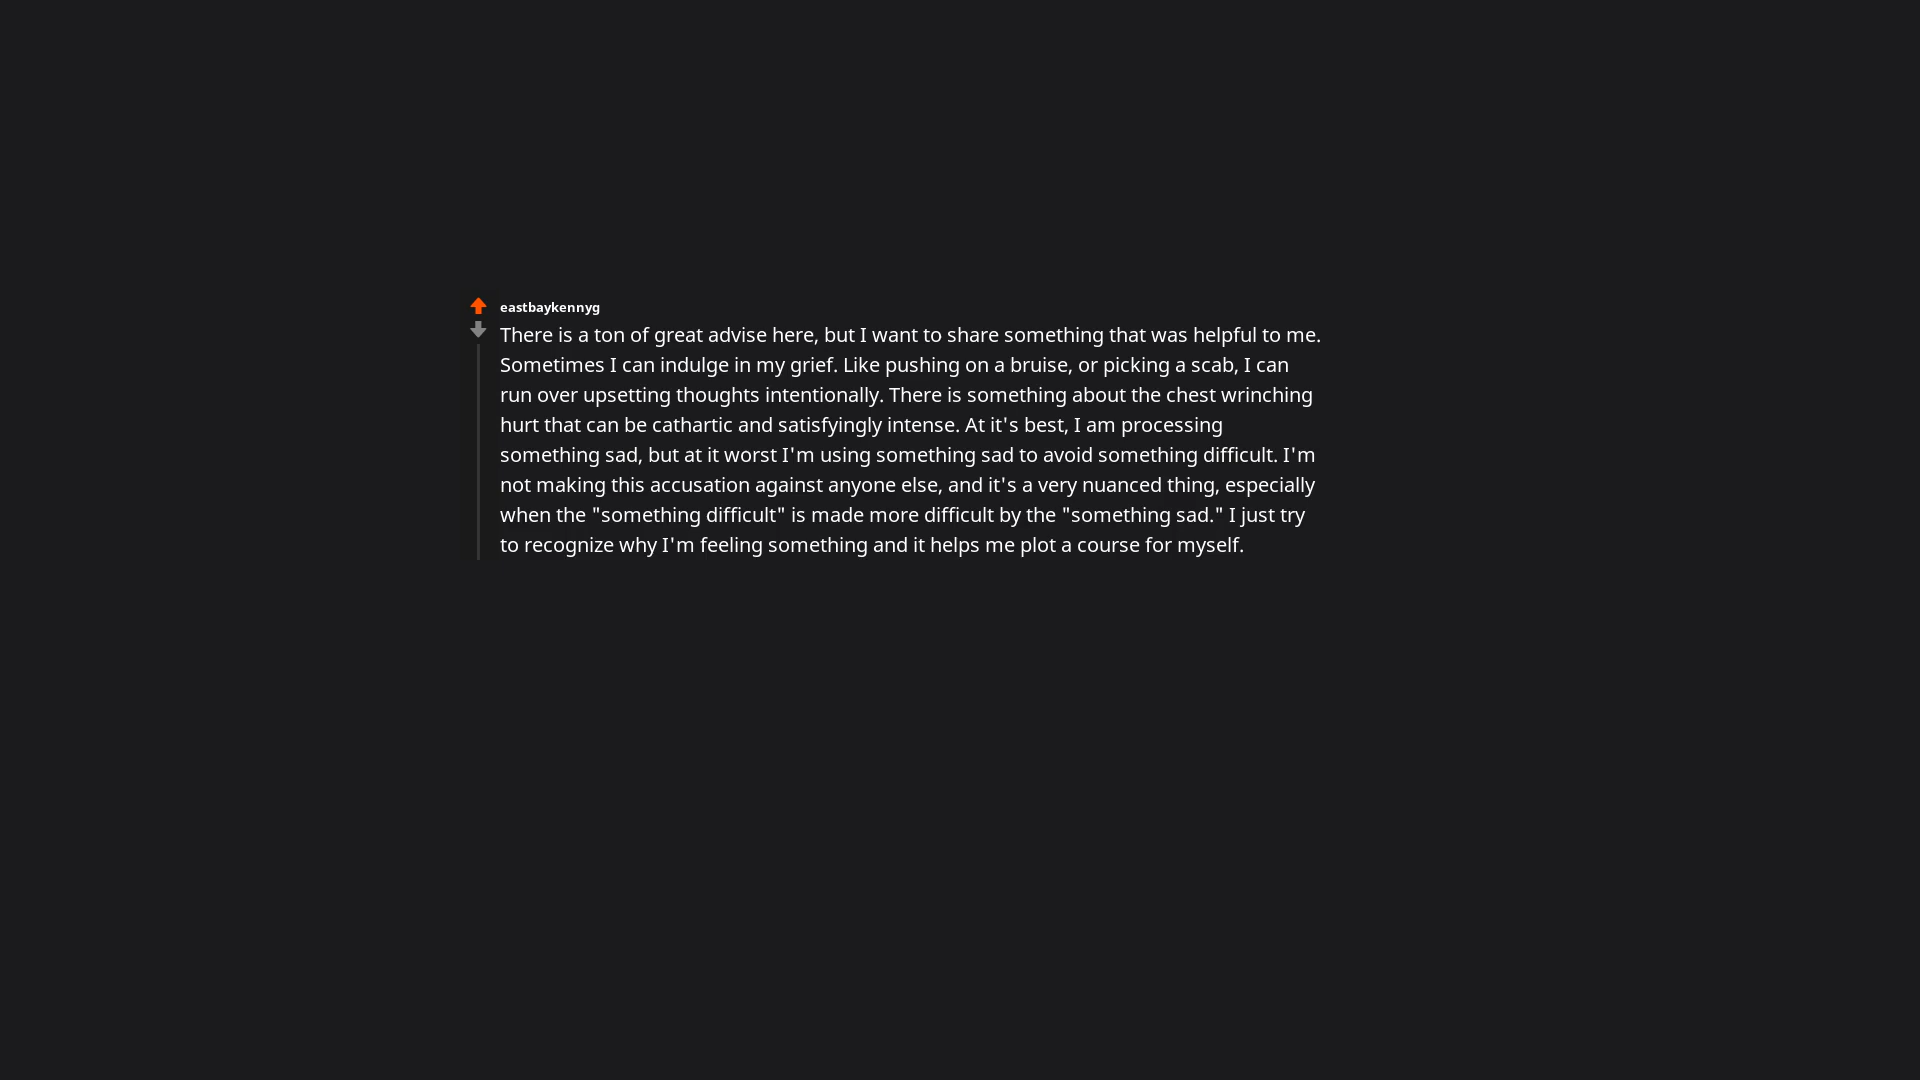 eastbaykennyg
There is a ton of great advise here, but I want to share something that was helpful to me.
Sometimes I can indulge in my grief. Like pushing on a bruise, or picking a scab, I can
run over upsetting thoughts intentionally. There is something about the chest wrinching
hurt that can be cathartic and satisfyingly intense. At it's best, I am processing
something sad, but at it worst I'm using something sad to avoid something difficult. I'm
not making this accusation against anyone else, and it's a very nuanced thing, especially
when the "something difficult" is made more difficult by the "something sad." I just try
to recognize why I'm feeling something and it helps me plot a course for myself.